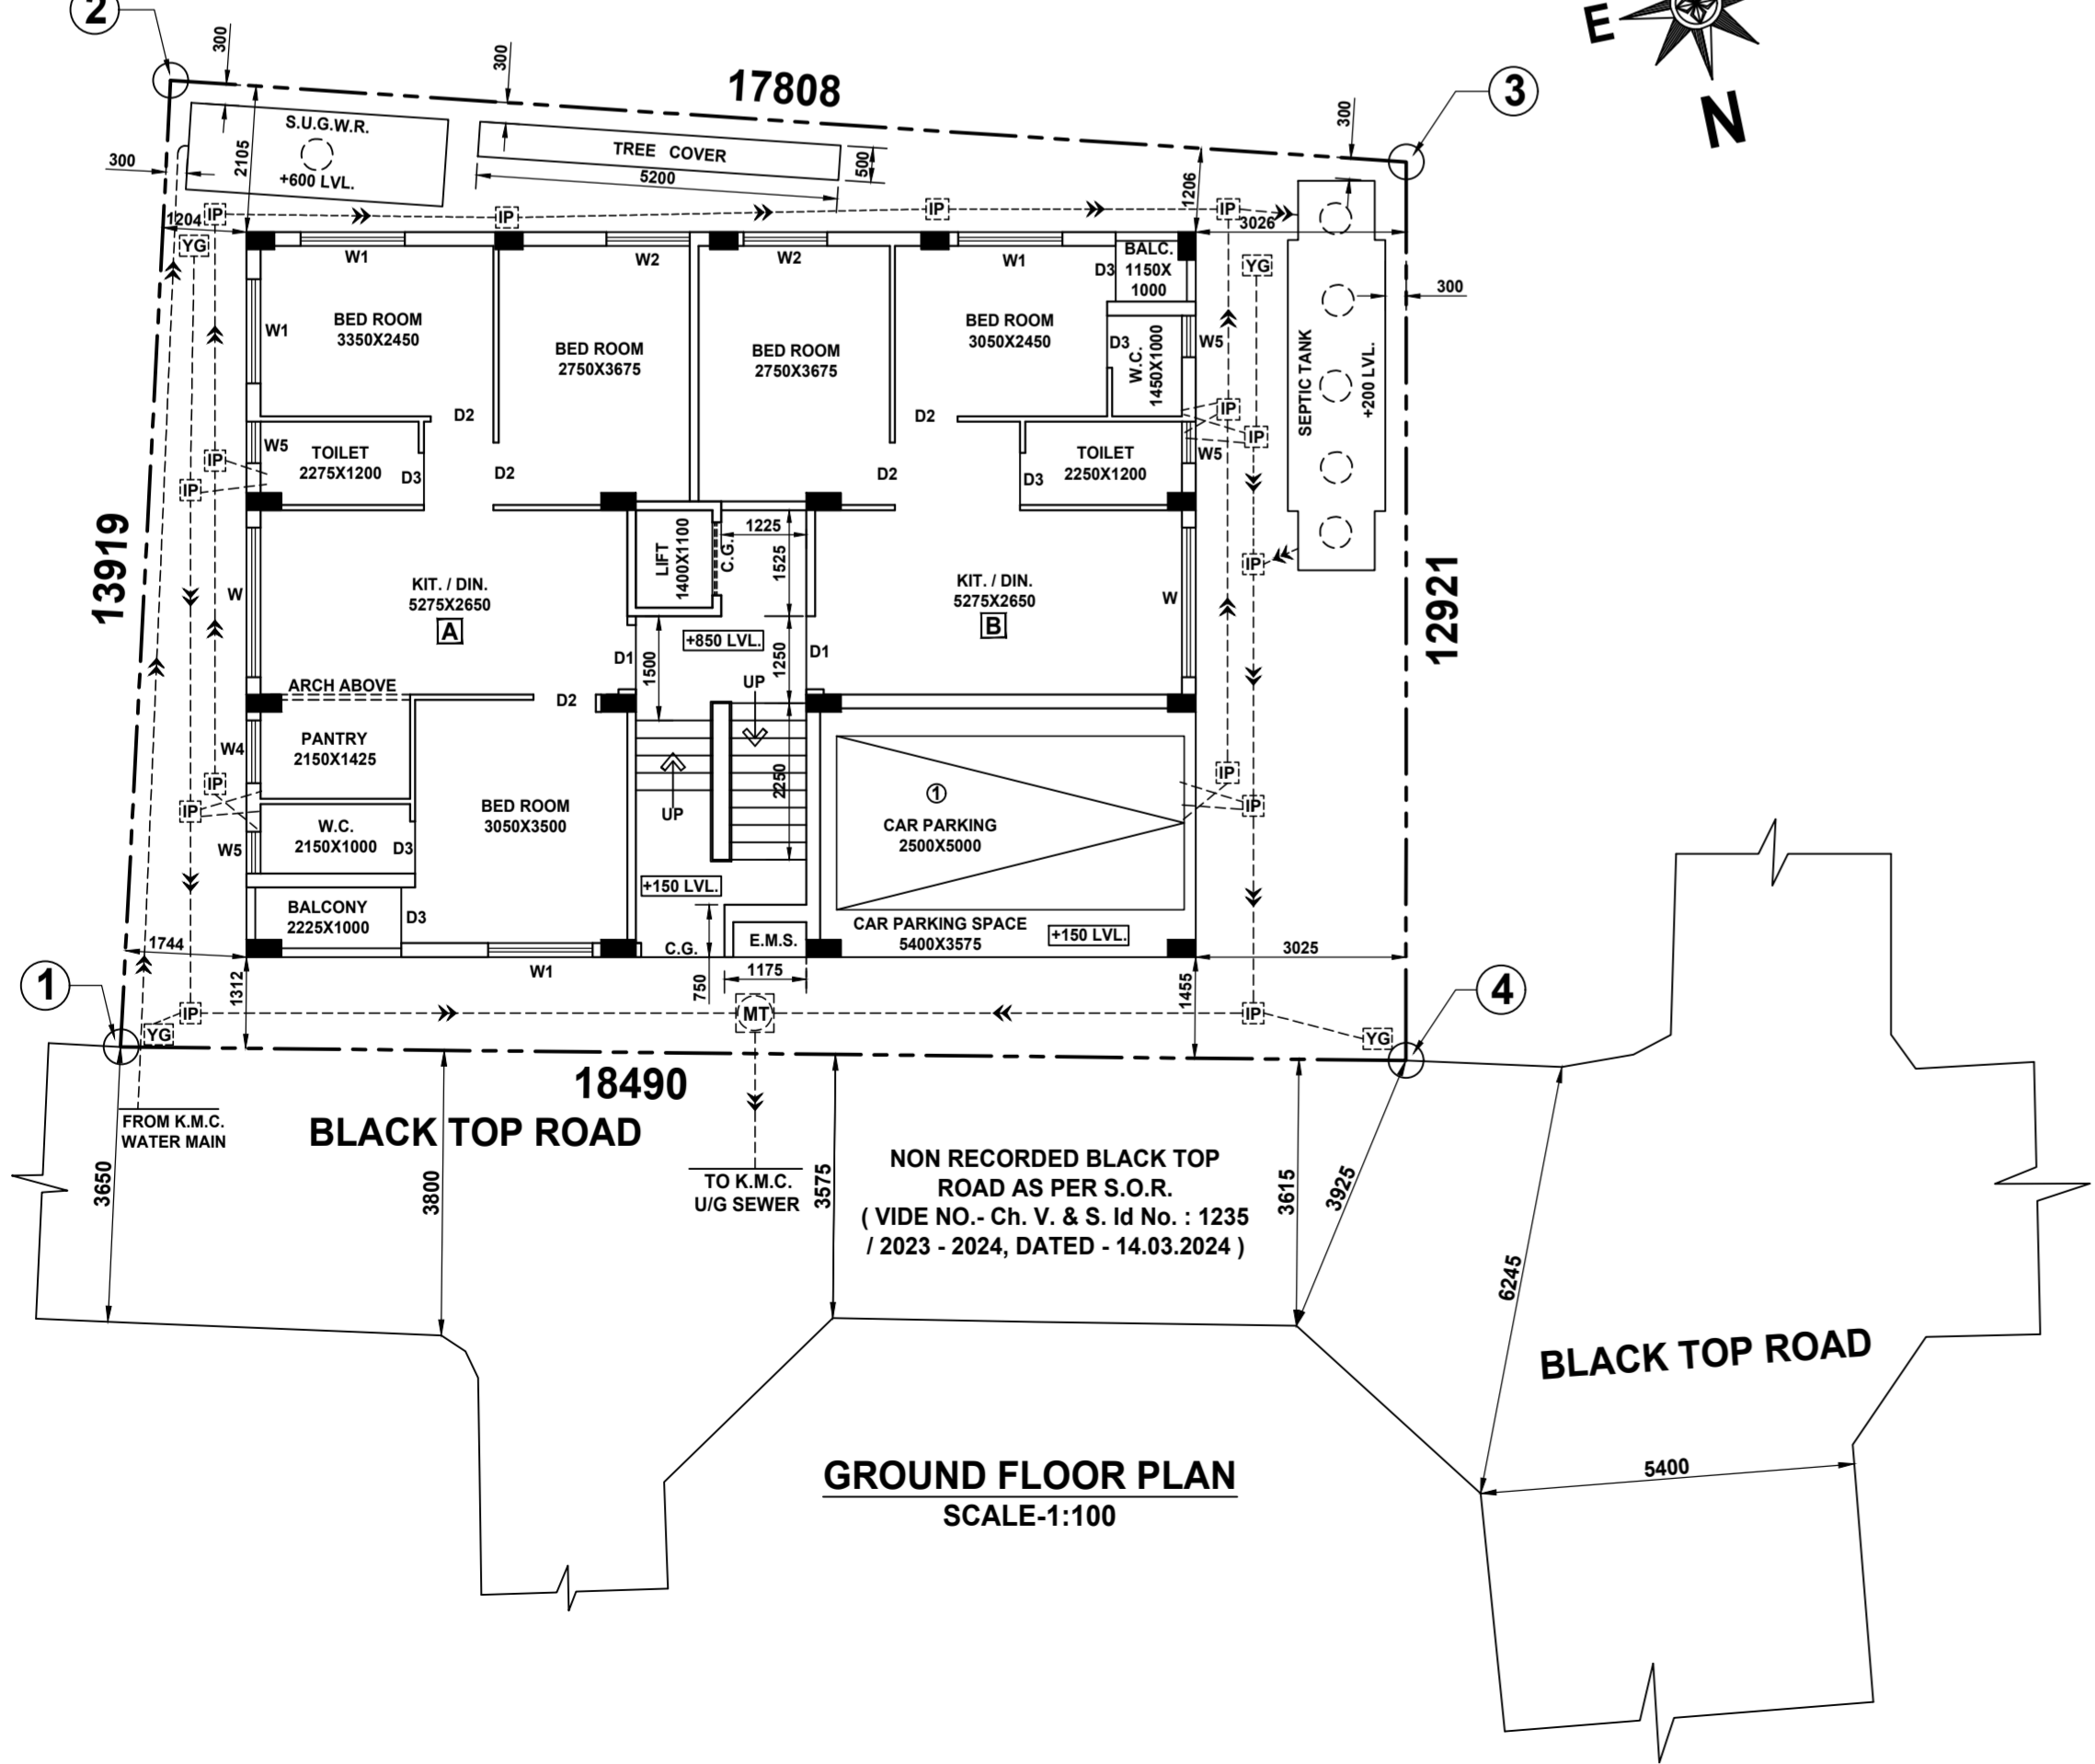 2
E
N
300
300
17808
3
300
S.U.G.W.R.
+600 LVL.
2105
300
TREE COVER
5200
500
1206
1204
IP
IP
IP
IP
3026
YG
YG
W1
W2
W2
W1
D3
BALC.
1150X
1000
300
W1
BED ROOM
3350X2450
BED ROOM
2750X3675
BED ROOM
2750X3675
BED ROOM
3050X2450
D3
W.C.
1450X1000
W5
SEPTIC TANK
+200 LVL.
D2
D2
IP
IP
W5
TOILET
2275X1200
D3
D2
D2
D3
TOILET
2250X1200
W5
IP
IP
13919
LIFT
1400X1100
C.G.
1225
1525
IP
12921
W
KIT. / DIN.
5275X2650
A
KIT. / DIN.
5275X2650
B
W
D1
1500
+850 LVL.
1250
D1
ARCH ABOVE
D2
UP
PANTRY
2150X1425
W4
IP
IP
2250
UP
1
CAR PARKING
2500X5000
IP
IP
W.C.
2150X1000
D3
W5
BED ROOM
3050X3500
BALCONY
2225X1000
D3
+150 LVL.
E.M.S.
C.G.
CAR PARKING SPACE
5400X3575
+150 LVL.
1744
W1
1175
750
3025
1
1312
1455
4
IP
YG
MT
IP
YG
18490
FROM K.M.C.
WATER MAIN
BLACK TOP ROAD
3650
3800
TO K.M.C.
U/G SEWER
3575
NON RECORDED BLACK TOP
ROAD AS PER S.O.R.
( VIDE NO.- Ch. V. & S. Id No. : 1235
/ 2023 - 2024, DATED - 14.03.2024 )
3615
3925
6245
BLACK TOP ROAD
5400
GROUND FLOOR PLAN
SCALE-1:100